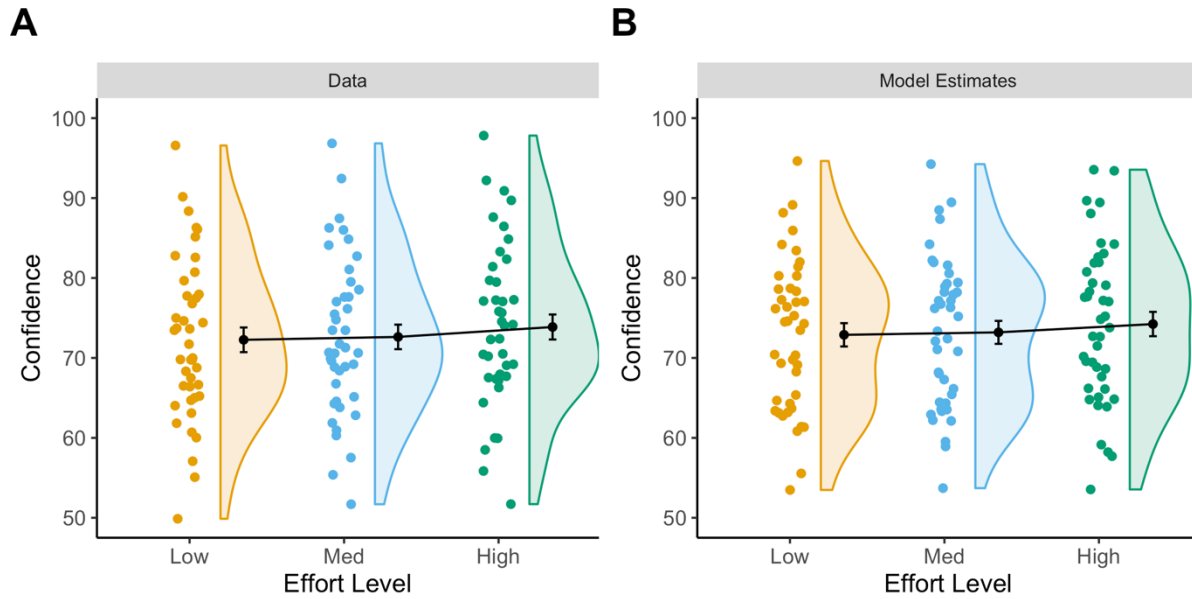 A
Data
Confidence
100
90
80
70
60
50
Low Med High
Effort Level
B
Model Estimates
Confidence
100
90
80
70
60
50
Low Med High
Effort Level